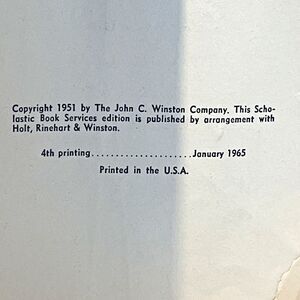 Copyright 1951 by The John C. Winston Company. This Scho-
lastic Book Services edition is published by arrangement with
Holt, Rinehart & Winston.
4th printing.....................January 1965
Printed in the U.S.A.